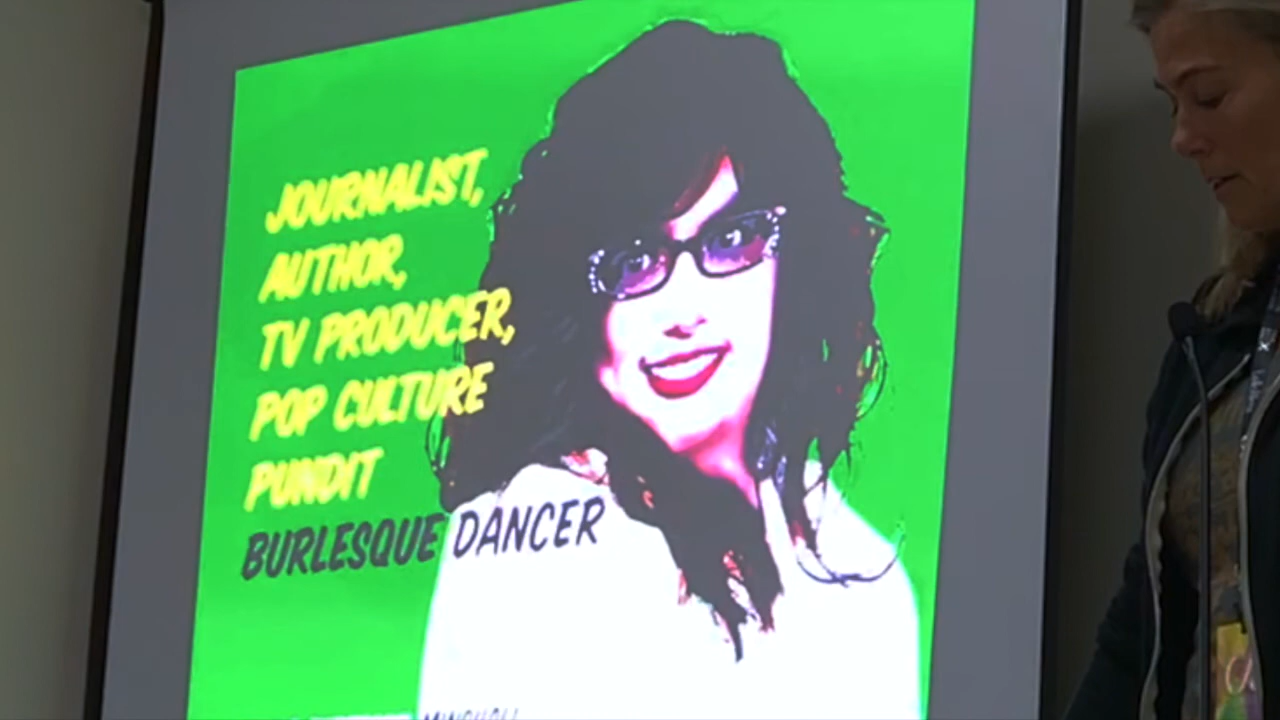 JOURNALIST,
AUTHOR,
TV PRODUCER,
POP CULTURE
PUNDIT
BURLESQUE DANCER